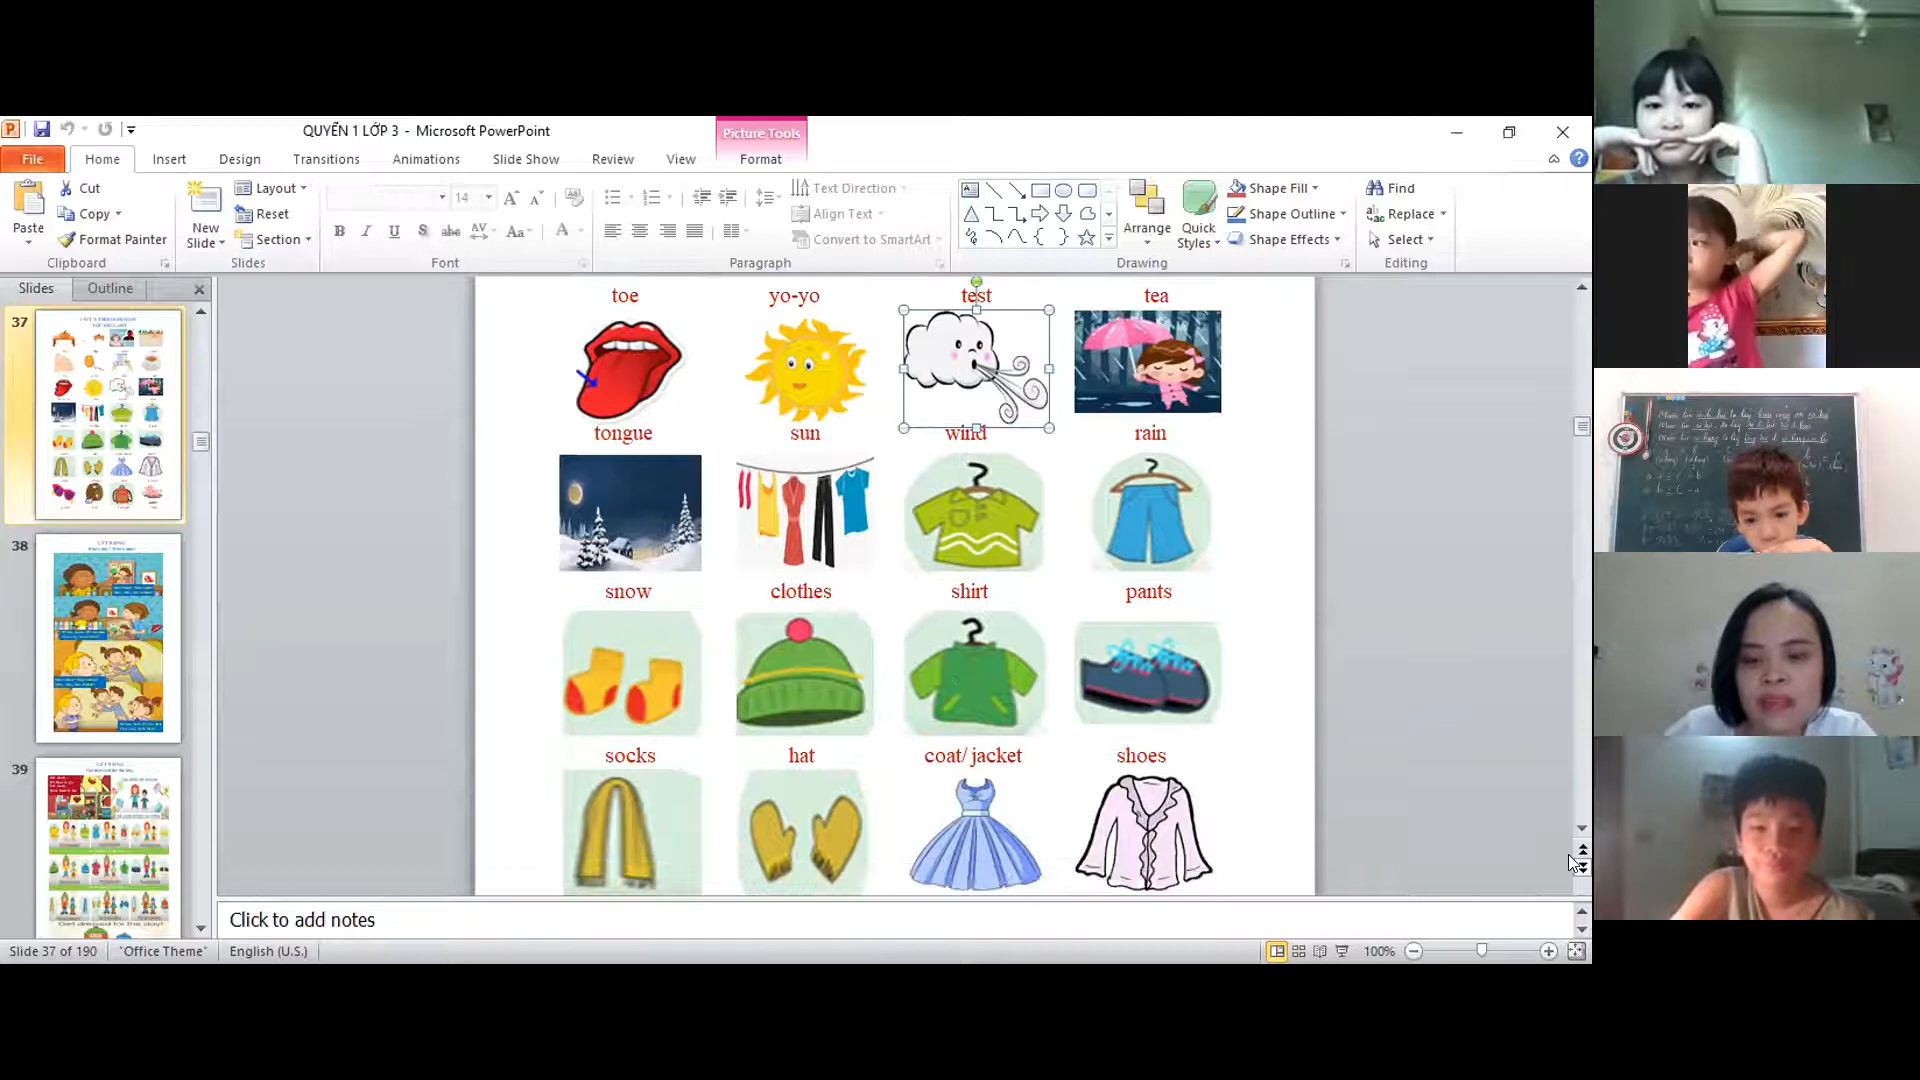 QUYỂN 1 LỚP 3 - Microsoft PowerPoint
Picture Tools
File Home Insert Design Transitions Animations Slide Show Review View Format
Paste
Cut
Copy
Format Painter
Clipboard
New Slide
Layout
Reset
Section
Slides
14
Font
Text Direction
Align Text
Convert to SmartArt
Paragraph
Arrange
Quick Styles
Shape Fill
Shape Outline
Shape Effects
Drawing
Find
Replace
Select
Editing
Slides Outline
37
38
39
toe yo-yo test tea
tongue sun wind rain
snow clothes shirt pants
socks hat coat/ jacket shoes
Click to add notes
Slide 37 of 190 "Office Theme" English (U.S.) 100%